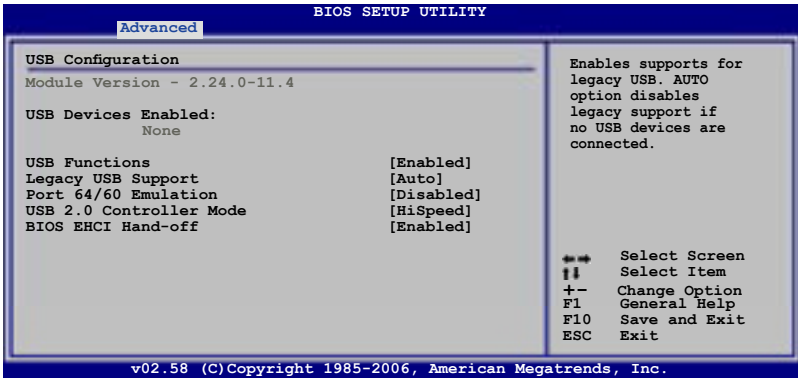 BIOS SETUP UTILITY
Advanced
USB Configuration
Module Version - 2.24.0-11.4
USB Devices Enabled:
None
USB Functions [Enabled]
Legacy USB Support [Auto]
Port 64/60 Emulation [Disabled]
USB 2.0 Controller Mode [HiSpeed]
BIOS EHCI Hand-off [Enabled]
Enables supports for
legacy USB. AUTO
option disables
legacy support if
no USB devices are
connected.
←→ Select Screen
↑↓ Select Item
+- Change Option
F1 General Help
F10 Save and Exit
ESC Exit
v02.58 (C)Copyright 1985-2006, American Megatrends, Inc.